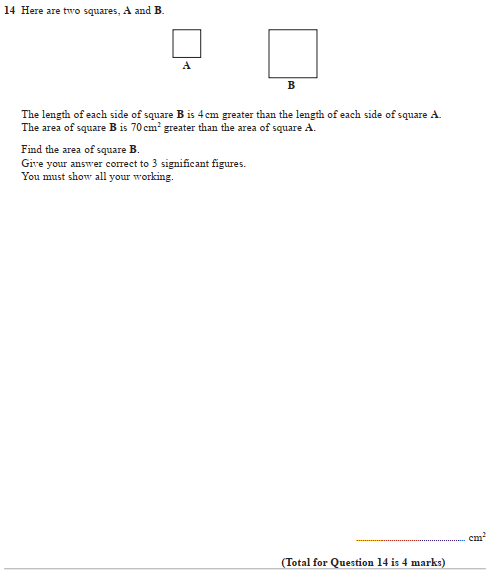 14 Here are two squares, A and B.
A
B
The length of each side of square B is 4 cm greater than the length of each side of square A.
The area of square B is 70 cm² greater than the area of square A.
Find the area of square B.
Give your answer correct to 3 significant figures.
You must show all your working.
cm²
(Total for Question 14 is 4 marks)